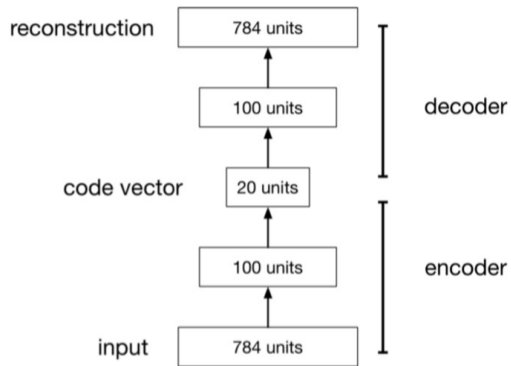 reconstruction
784 units
100 units
decoder
code vector
20 units
100 units
encoder
input
784 units